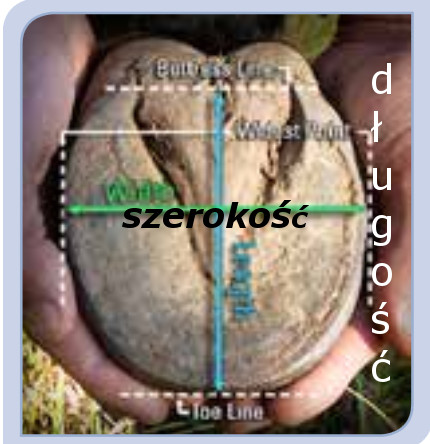 Buttress Line
Widest Point
Width
szerokość
Length
Toe Line
długość